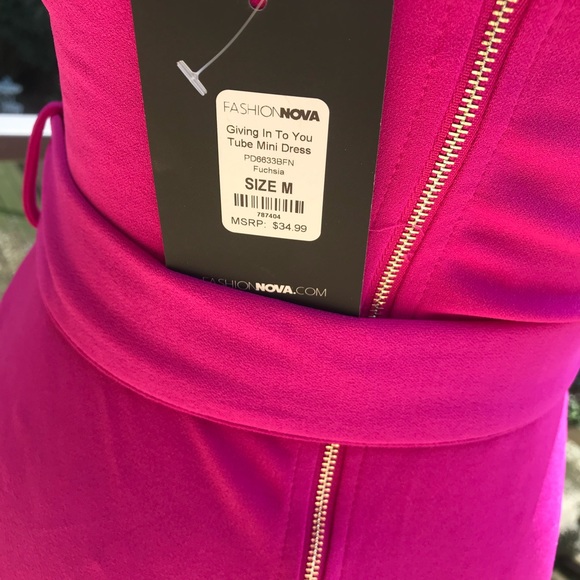 FASHIONNOVA
Giving In To You
Tube Mini Dress
PD6633BFN
Fuchsia
SIZE M
787404
MSRP: $34.99
FASHIONNOVA.COM